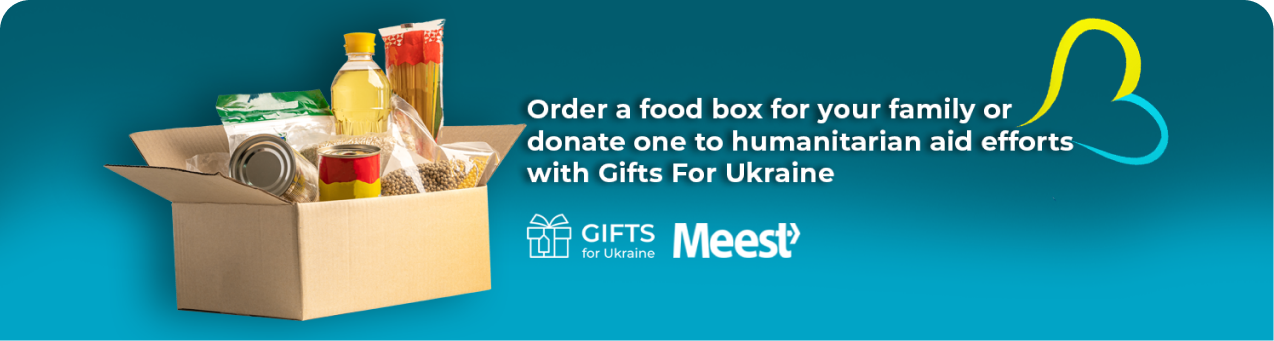 Order a food box for your family or
donate one to humanitarian aid efforts
with Gifts For Ukraine
GIFTS
for Ukraine
Meest